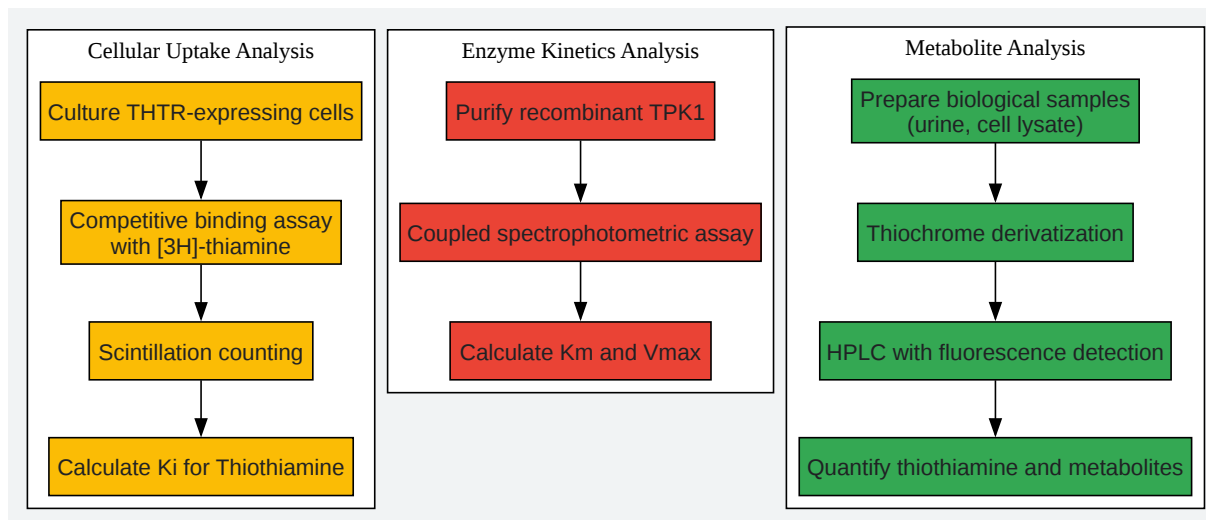 Cellular Uptake Analysis
Culture THTR-expressing cells
Competitive binding assay
with [3H]-thiamine
Scintillation counting
Calculate Ki for Thiothiamine
Enzyme Kinetics Analysis
Purify recombinant TPK1
Coupled spectrophotometric assay
Calculate Km and Vmax
Metabolite Analysis
Prepare biological samples
(urine, cell lysate)
Thiochrome derivatization
HPLC with fluorescence detection
Quantify thiothiamine and metabolites